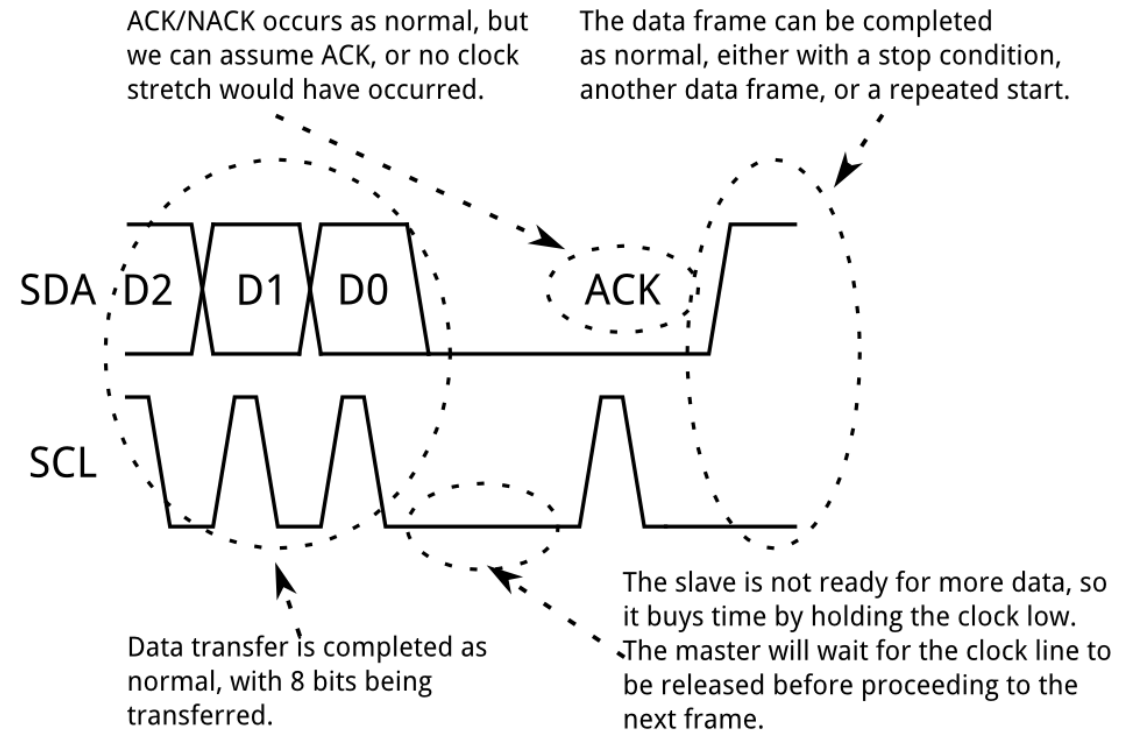 ACK/NACK occurs as normal, but
we can assume ACK, or no clock
stretch would have occurred.
The data frame can be completed
as normal, either with a stop condition,
another data frame, or a repeated start.
SDA
D2
D1
D0
ACK
SCL
The slave is not ready for more data, so
it buys time by holding the clock low.
The master will wait for the clock line to
be released before proceeding to the
next frame.
Data transfer is completed as
normal, with 8 bits being
transferred.